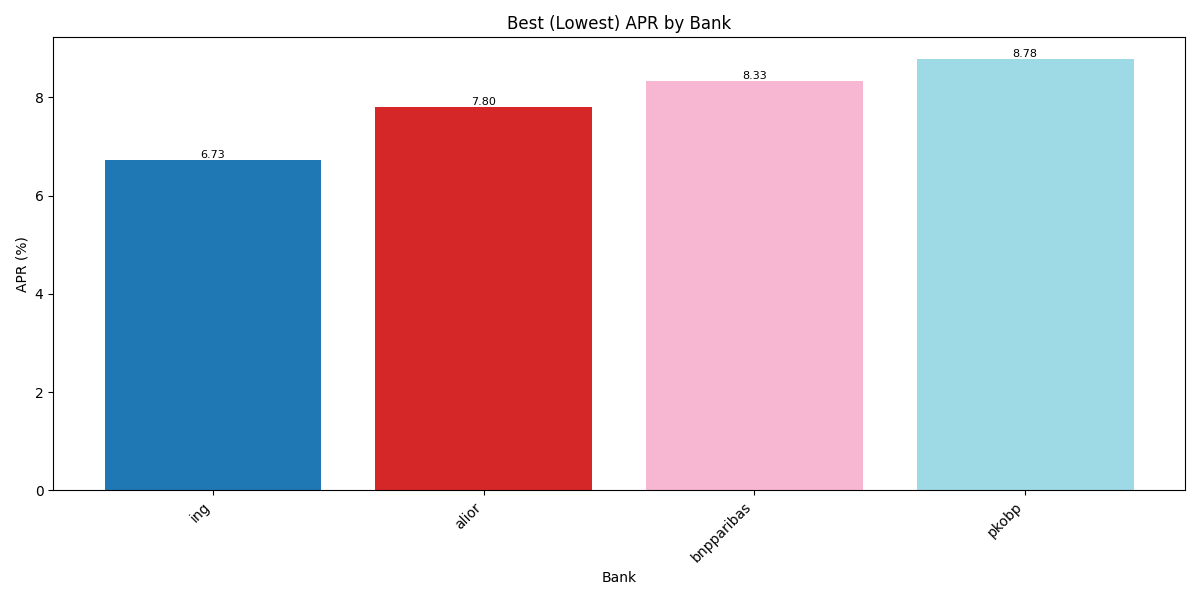 Best (Lowest) APR by Bank
APR (%)
8
6
4
2
0
6.73
7.80
8.33
8.78
ing
alior
bnpparibas
pkobp
Bank